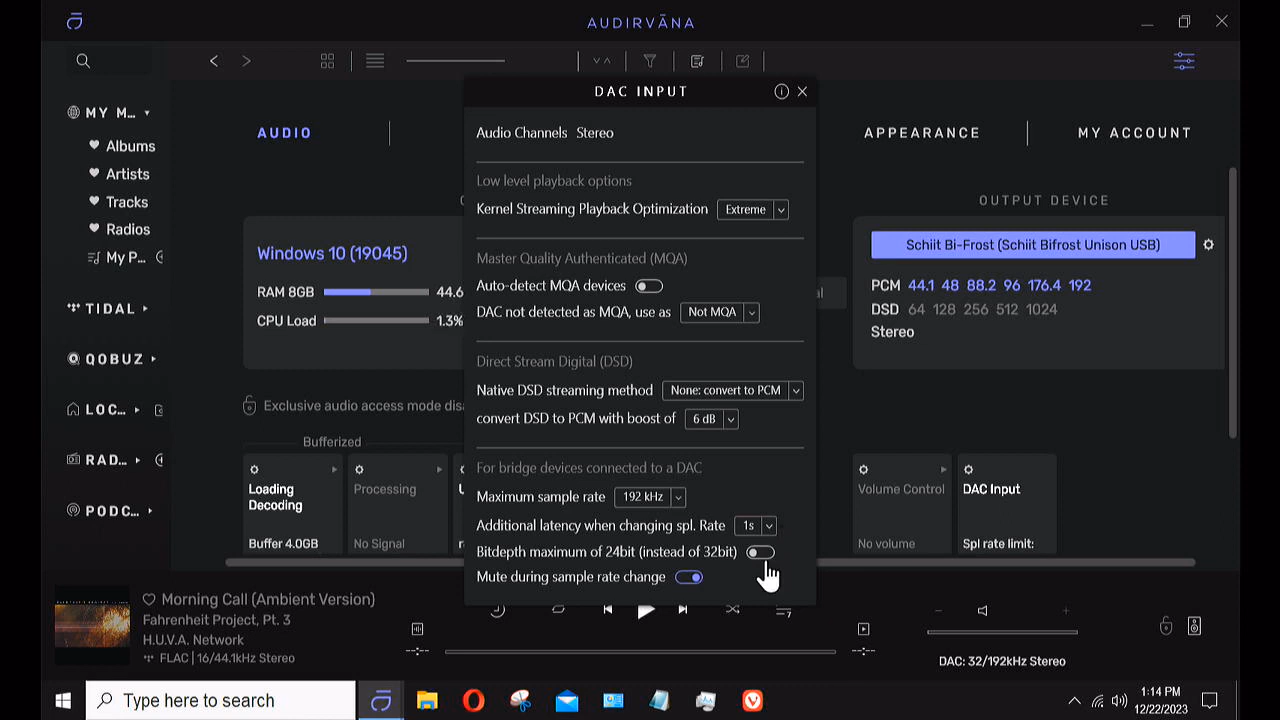 AUDIRVĀNA
DAC INPUT
MY M...
Albums
Artists
Tracks
Radios
My P...
TIDAL
QOBUZ
LOC...
RAD...
PODC...
AUDIO
APPEARANCE
MY ACCOUNT
Windows 10 (19045)
RAM 8GB 44.6
CPU Load 1.3%
Exclusive audio access mode disa
Bufferized
Loading
Decoding
Buffer 4.0GB
Processing
No Signal
Audio Channels Stereo
Low level playback options
Kernel Streaming Playback Optimization Extreme
Master Quality Authenticated (MQA)
Auto-detect MQA devices
DAC not detected as MQA, use as Not MQA
Direct Stream Digital (DSD)
Native DSD streaming method None: convert to PCM
convert DSD to PCM with boost of 6 dB
For bridge devices connected to a DAC
Maximum sample rate 192 kHz
Additional latency when changing spl. Rate 1s
Bitdepth maximum of 24bit (instead of 32bit)
Mute during sample rate change
OUTPUT DEVICE
Schiit Bi-Frost (Schiit Bifrost Unison USB)
PCM 44.1 48 88.2 96 176.4 192
DSD 64 128 256 512 1024
Stereo
Volume Control
No volume
DAC Input
Spl rate limit:
Morning Call (Ambient Version)
Fahrenheit Project, Pt. 3
H.U.V.A. Network
FLAC | 16/44.1kHz Stereo
7
DAC: 32/192kHz Stereo
Type here to search
1:14 PM
12/22/2023